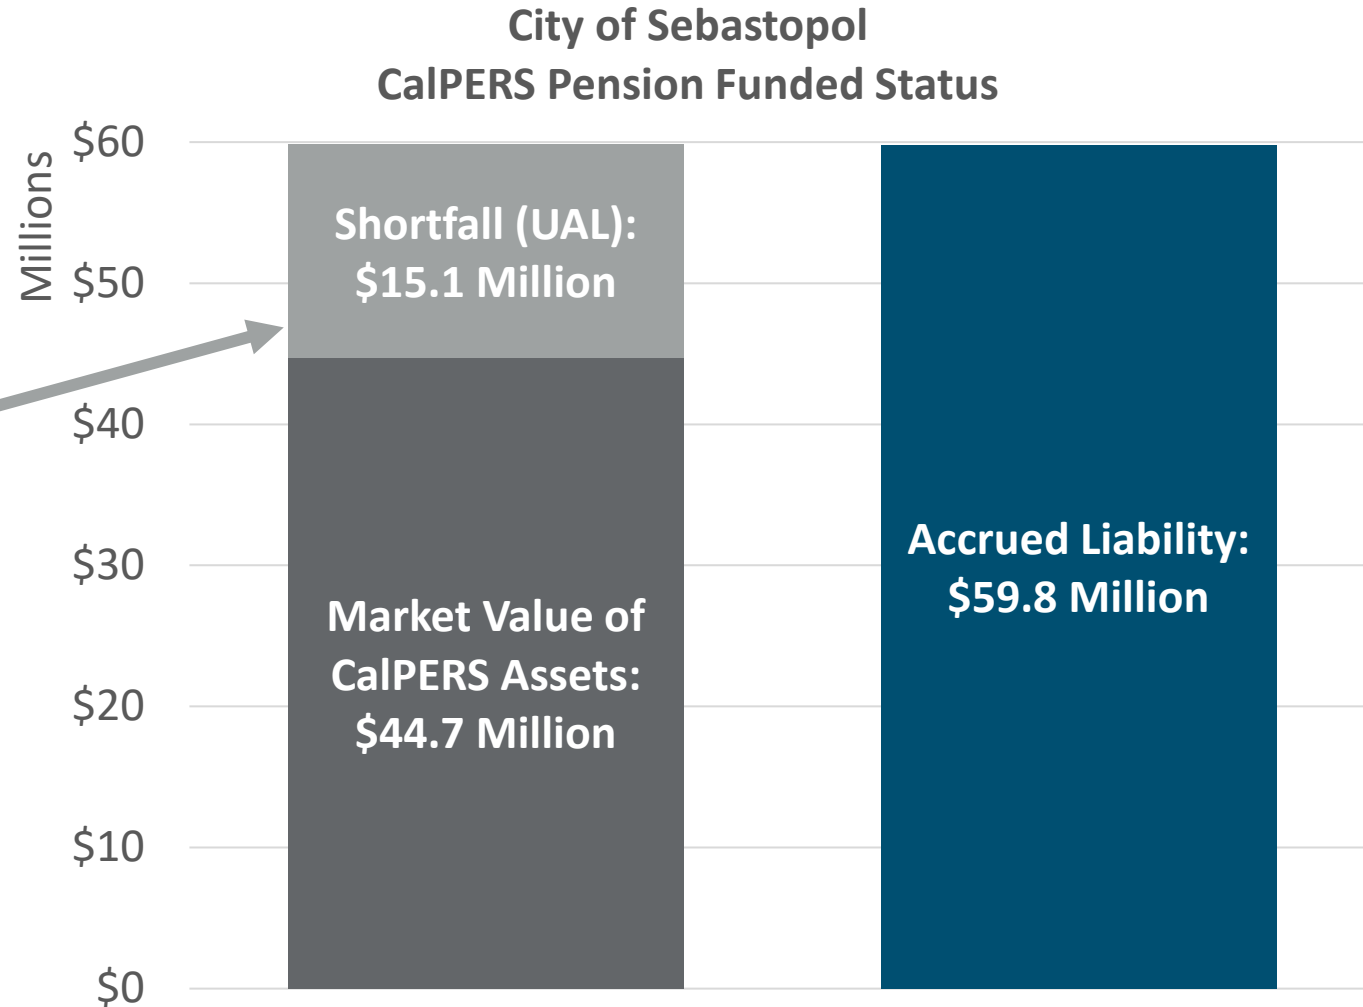 City of Sebastopol
CalPERS Pension Funded Status
Millions
$60
$50
$40
$30
$20
$10
$0
Shortfall (UAL):
$15.1 Million
Market Value of
CalPERS Assets:
$44.7 Million
Accrued Liability:
$59.8 Million